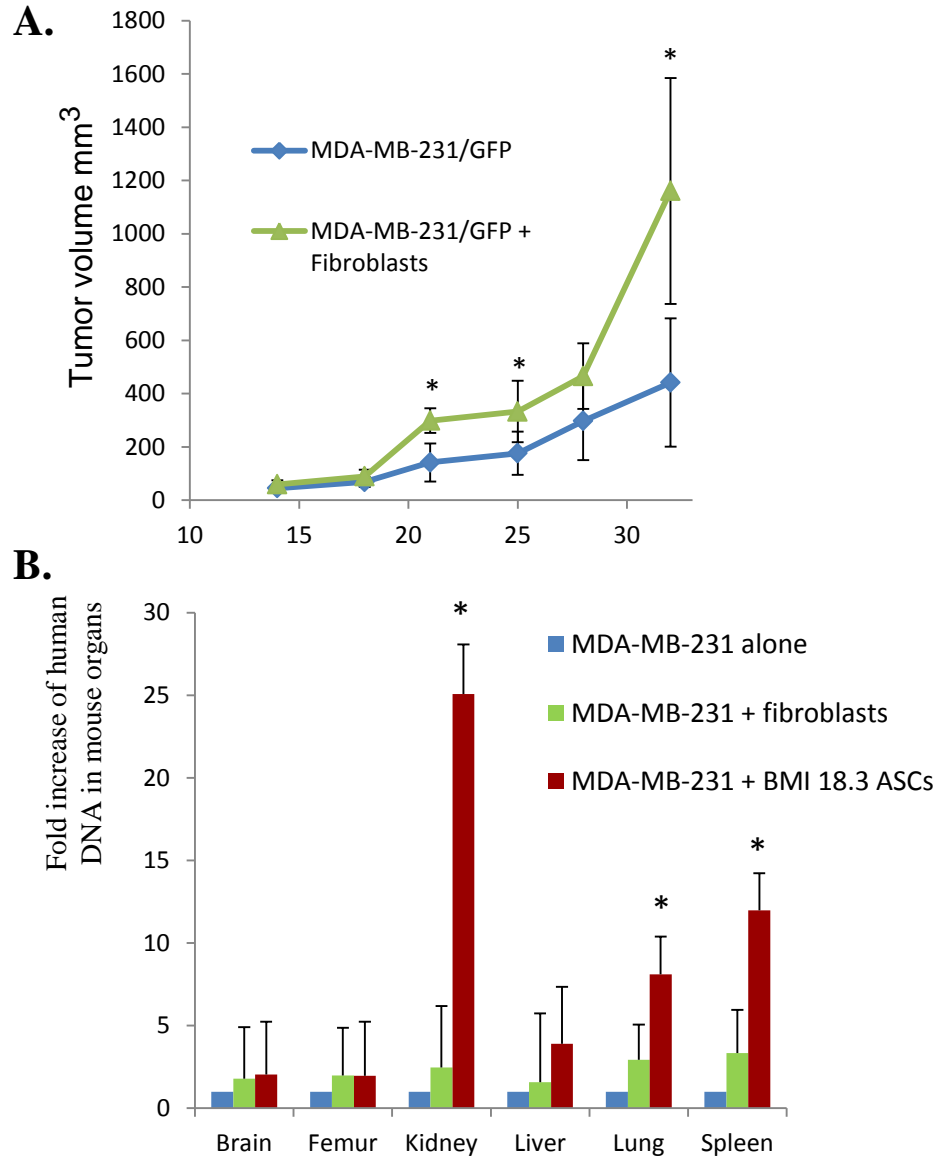 A.
1800
1600
1400
1200
1000
800
600
400
200
0
Tumor volume mm³
*
*
*
MDA-MB-231/GFP
MDA-MB-231/GFP +
Fibroblasts
10
15
20
25
30
B.
Fold increase of human
DNA in mouse organs
30
25
20
15
10
5
0
*
*
*
MDA-MB-231 alone
MDA-MB-231 + fibroblasts
MDA-MB-231 + BMI 18.3 ASCs
Brain
Femur
Kidney
Liver
Lung
Spleen